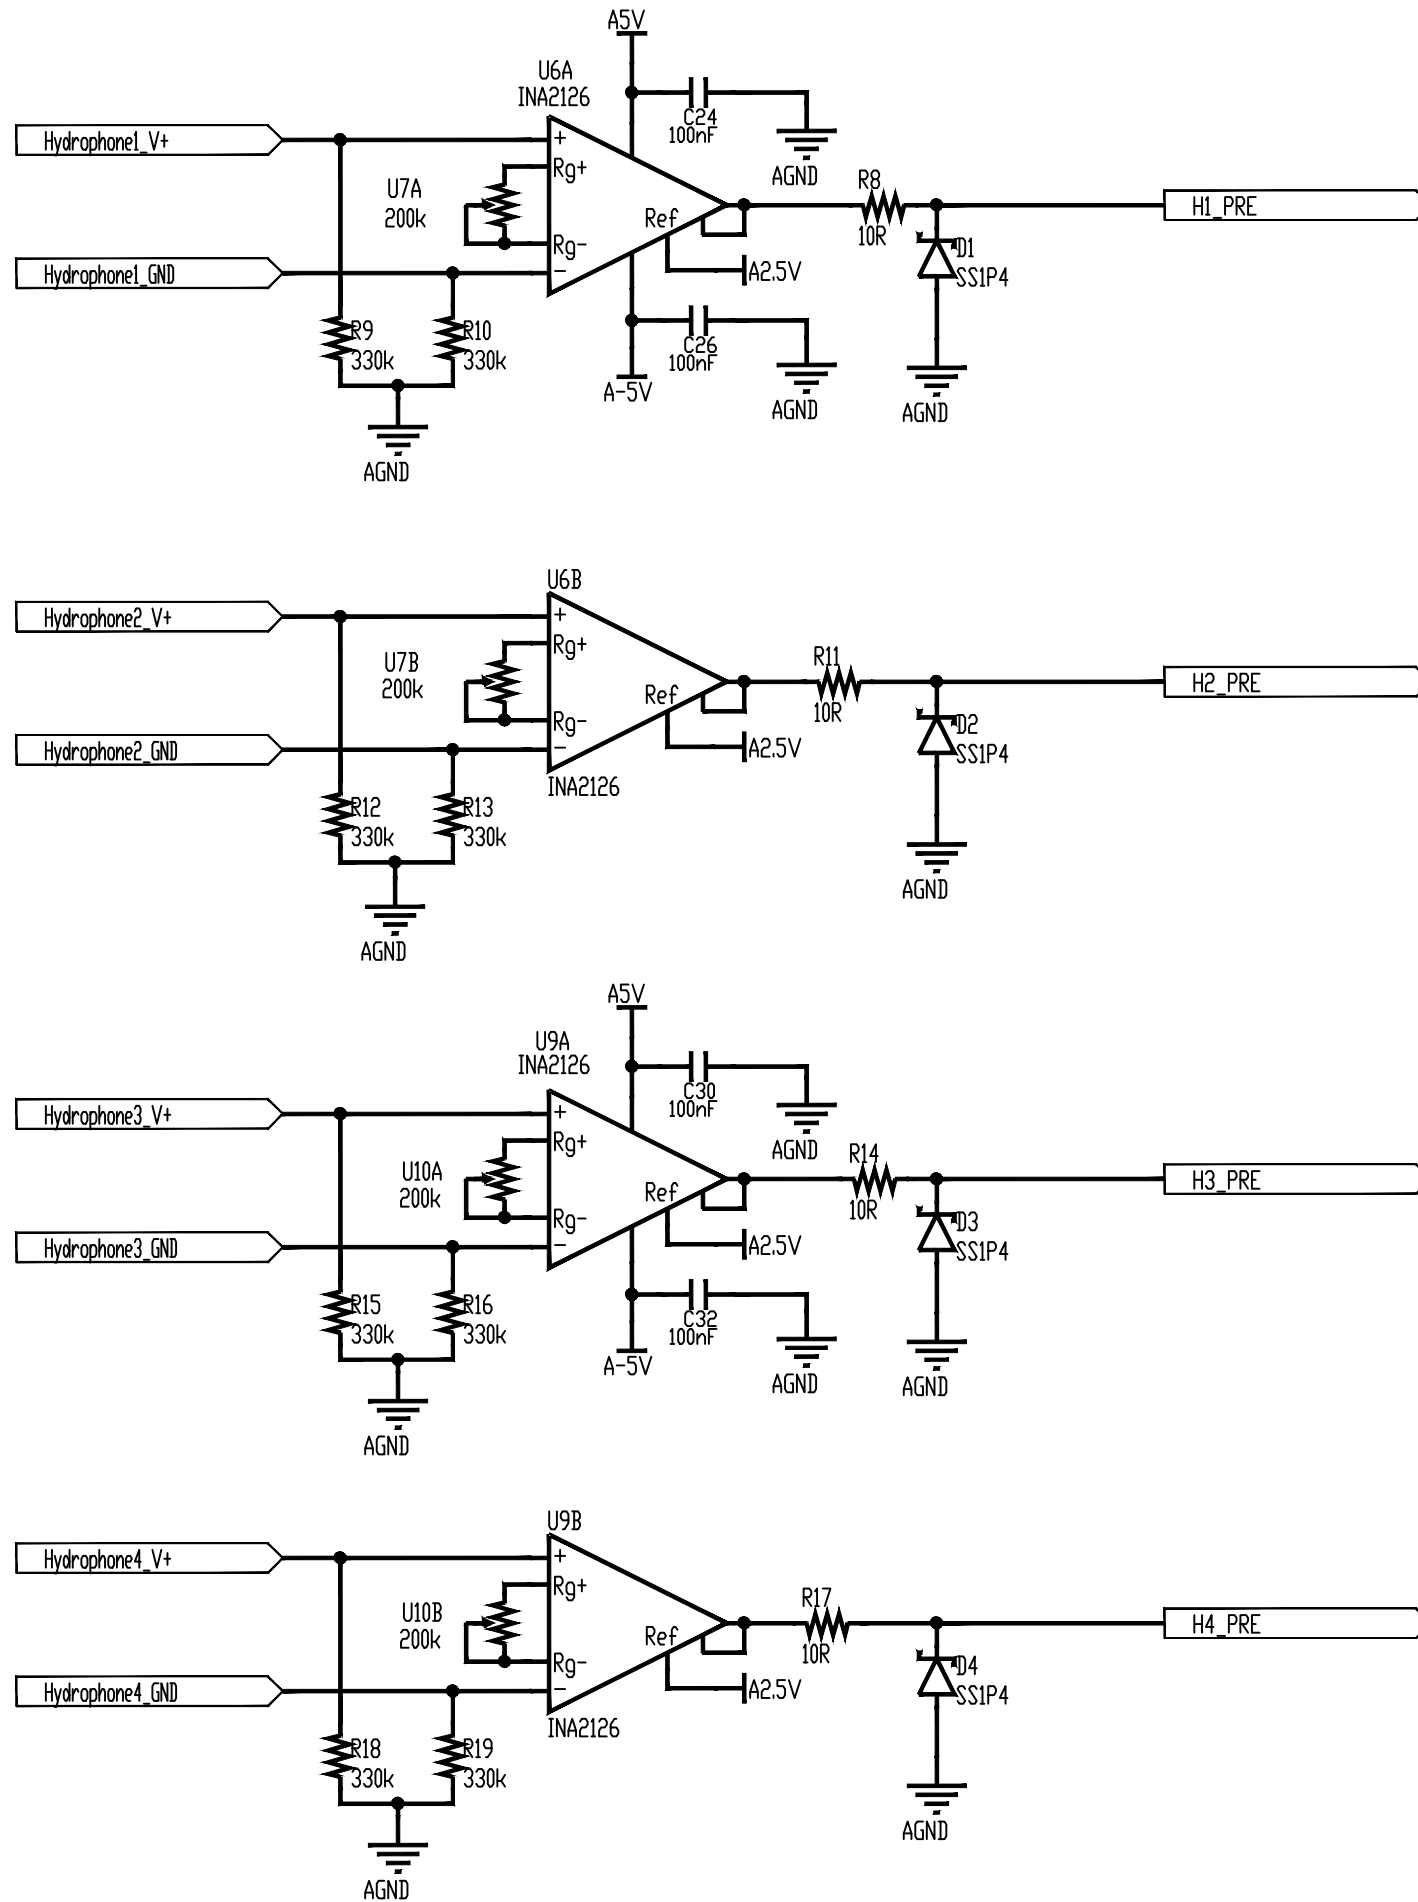 A5V
U6A
INA2126
C24
100nF
AGND
Hydrophone1_V+
+
Rg+
U7A
200k
Rg-
Ref
R8
10R
H1_PRE
D1
SS1P4
A2.5V
Hydrophone1_GND
-
R9
330k
R10
330k
C26
100nF
A-5V
AGND
AGND
AGND
U6B
Hydrophone2_V+
+
Rg+
U7B
200k
Rg-
Ref
R11
10R
H2_PRE
D2
SS1P4
A2.5V
Hydrophone2_GND
-
INA2126
R12
330k
R13
330k
AGND
AGND
A5V
U9A
INA2126
C30
100nF
AGND
Hydrophone3_V+
+
Rg+
U10A
200k
Rg-
Ref
R14
10R
H3_PRE
D3
SS1P4
A2.5V
Hydrophone3_GND
-
R15
330k
R16
330k
C32
100nF
A-5V
AGND
AGND
AGND
U9B
Hydrophone4_V+
+
Rg+
U10B
200k
Rg-
Ref
R17
10R
H4_PRE
D4
SS1P4
A2.5V
Hydrophone4_GND
-
INA2126
R18
330k
R19
330k
AGND
AGND